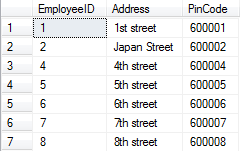 EmployeeID Address PinCode
1 1 1st street 600001
2 2 Japan Street 600002
3 4 4th street 600004
4 5 5th street 600005
5 6 6th street 600006
6 7 7th street 600007
7 8 8th street 600008